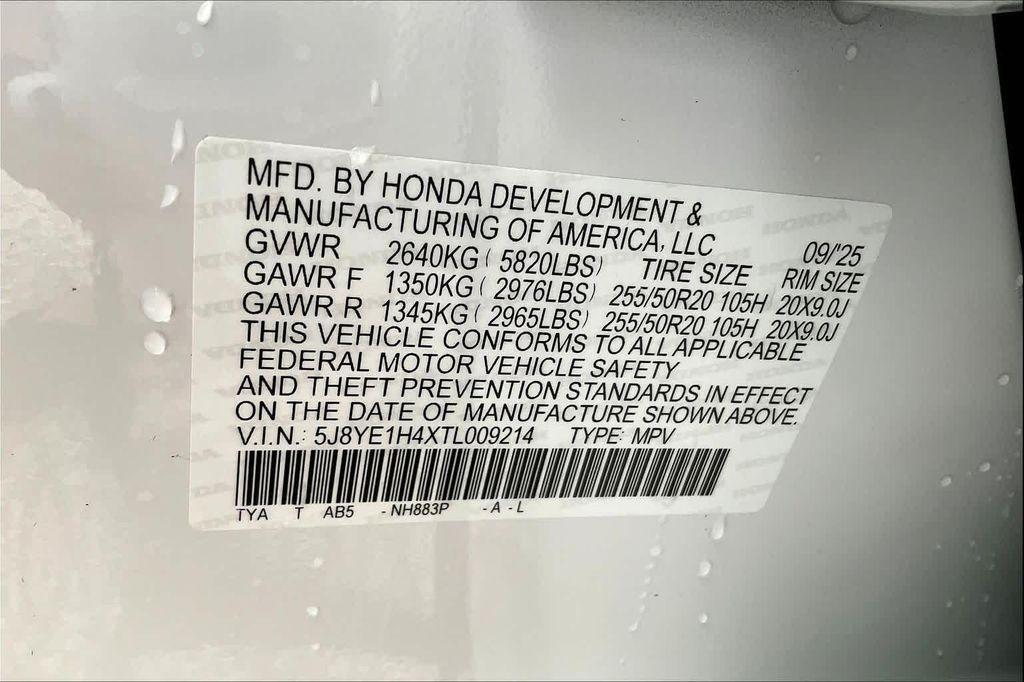 MFD. BY HONDA DEVELOPMENT &
MANUFACTURING OF AMERICA, LLC 09/'25
GVWR 2640KG ( 5820LBS) TIRE SIZE RIM SIZE
GAWR F 1350KG ( 2976LBS) 255/50R20 105H 20X9.0J
GAWR R 1345KG ( 2965LBS) 255/50R20 105H 20X9.0J
THIS VEHICLE CONFORMS TO ALL APPLICABLE
FEDERAL MOTOR VEHICLE SAFETY
AND THEFT PREVENTION STANDARDS IN EFFECT
ON THE DATE OF MANUFACTURE SHOWN ABOVE.
V.I.N.: 5J8YE1H4XTL009214 TYPE: MPV
TYA T AB5 - NH883P - A - L